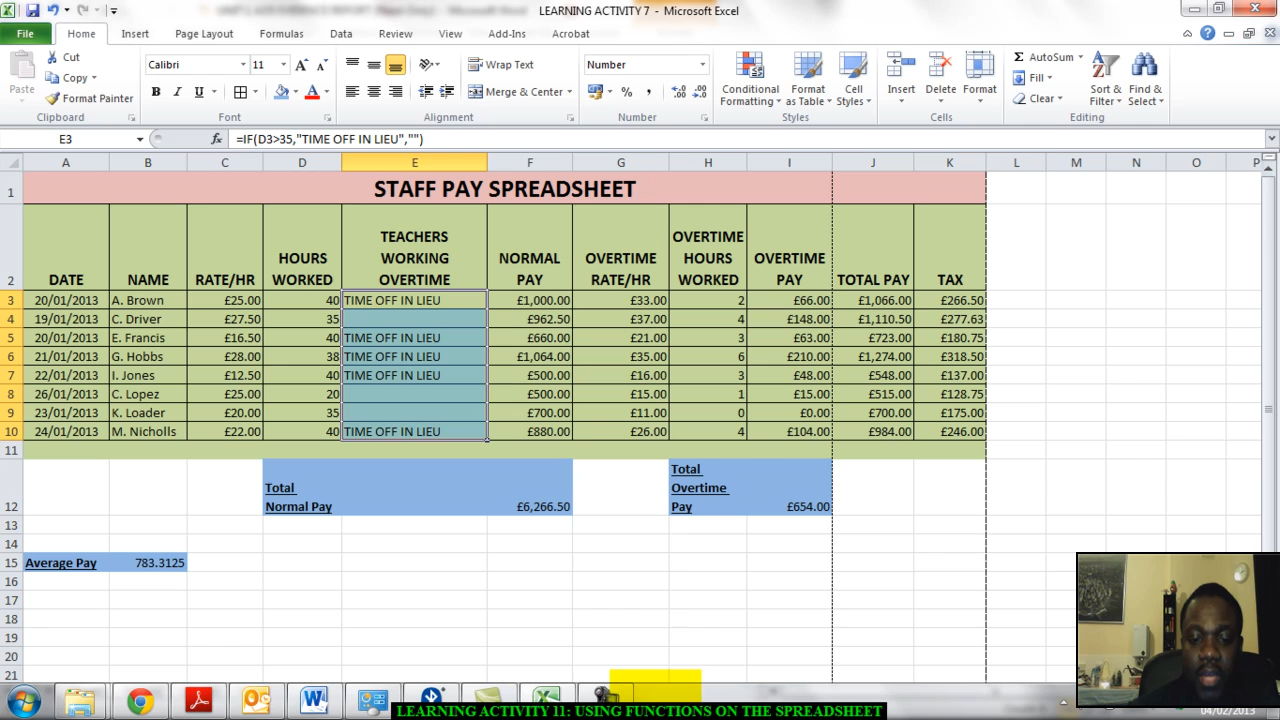 LEARNING ACTIVITY 7 - Microsoft Excel
File Home Insert Page Layout Formulas Data Review View Add-Ins Acrobat
Paste
Cut
Copy
Format Painter
Clipboard
Calibri 11
B I U
Font
Wrap Text
Merge & Center
Alignment
Number
Number
Conditional Formatting
Format as Table
Cell Styles
Styles
Insert
Delete
Format
Cells
AutoSum
Fill
Clear
Sort & Filter
Find & Select
Editing
E3 fx =IF(D3>35,"TIME OFF IN LIEU","")
A B C D E F G H I J K L M N O P
1 STAFF PAY SPREADSHEET
2 DATE NAME RATE/HR HOURS WORKED TEACHERS WORKING OVERTIME NORMAL PAY OVERTIME RATE/HR OVERTIME HOURS WORKED OVERTIME PAY TOTAL PAY TAX
3 20/01/2013 A. Brown £25.00 40 TIME OFF IN LIEU £1,000.00 £33.00 2 £66.00 £1,066.00 £266.50
4 19/01/2013 C. Driver £27.50 35 £962.50 £37.00 4 £148.00 £1,110.50 £277.63
5 20/01/2013 E. Francis £16.50 40 TIME OFF IN LIEU £660.00 £21.00 3 £63.00 £723.00 £180.75
6 21/01/2013 G. Hobbs £28.00 38 TIME OFF IN LIEU £1,064.00 £35.00 6 £210.00 £1,274.00 £318.50
7 22/01/2013 I. Jones £12.50 40 TIME OFF IN LIEU £500.00 £16.00 3 £48.00 £548.00 £137.00
8 26/01/2013 C. Lopez £25.00 20 £500.00 £15.00 1 £15.00 £515.00 £128.75
9 23/01/2013 K. Loader £20.00 35 £700.00 £11.00 0 £0.00 £700.00 £175.00
10 24/01/2013 M. Nicholls £22.00 40 TIME OFF IN LIEU £880.00 £26.00 4 £104.00 £984.00 £246.00
11
12 Total Normal Pay £6,266.50 Total Overtime Pay £654.00
13
14
15 Average Pay 783.3125
16
17
18
19
20
21
LEARNING ACTIVITY 11: USING FUNCTIONS ON THE SPREADSHEET
04/02/2013